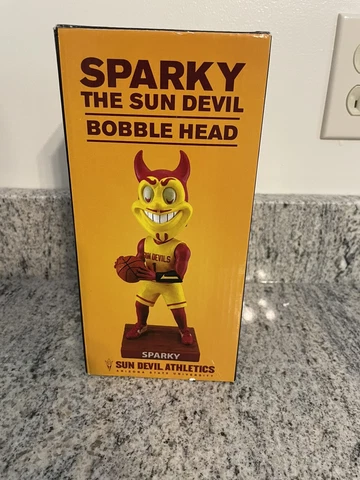 SPARKY
THE SUN DEVIL
BOBBLE HEAD
SUN DEVILS
SPARKY
SUN DEVIL ATHLETICS
ARIZONA STATE UNIVERSITY